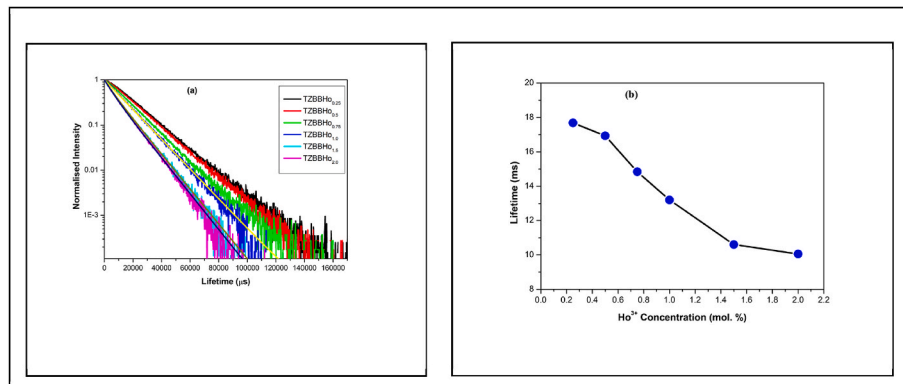 (a)
TZBBHo0.25
TZBBHo0.5
TZBBHo0.75
TZBBHo1.0
TZBBHo1.5
TZBBHo2.0
Normalised Intensity
1
0.1
0.01
1E-3
0 20000 40000 60000 80000 100000 120000 140000 160000
Lifetime (μs)
(b)
Lifetime (ms)
20
18
16
14
12
10
8
0.0 0.2 0.4 0.6 0.8 1.0 1.2 1.4 1.6 1.8 2.0 2.2
Ho³⁺ Concentration (mol. %)